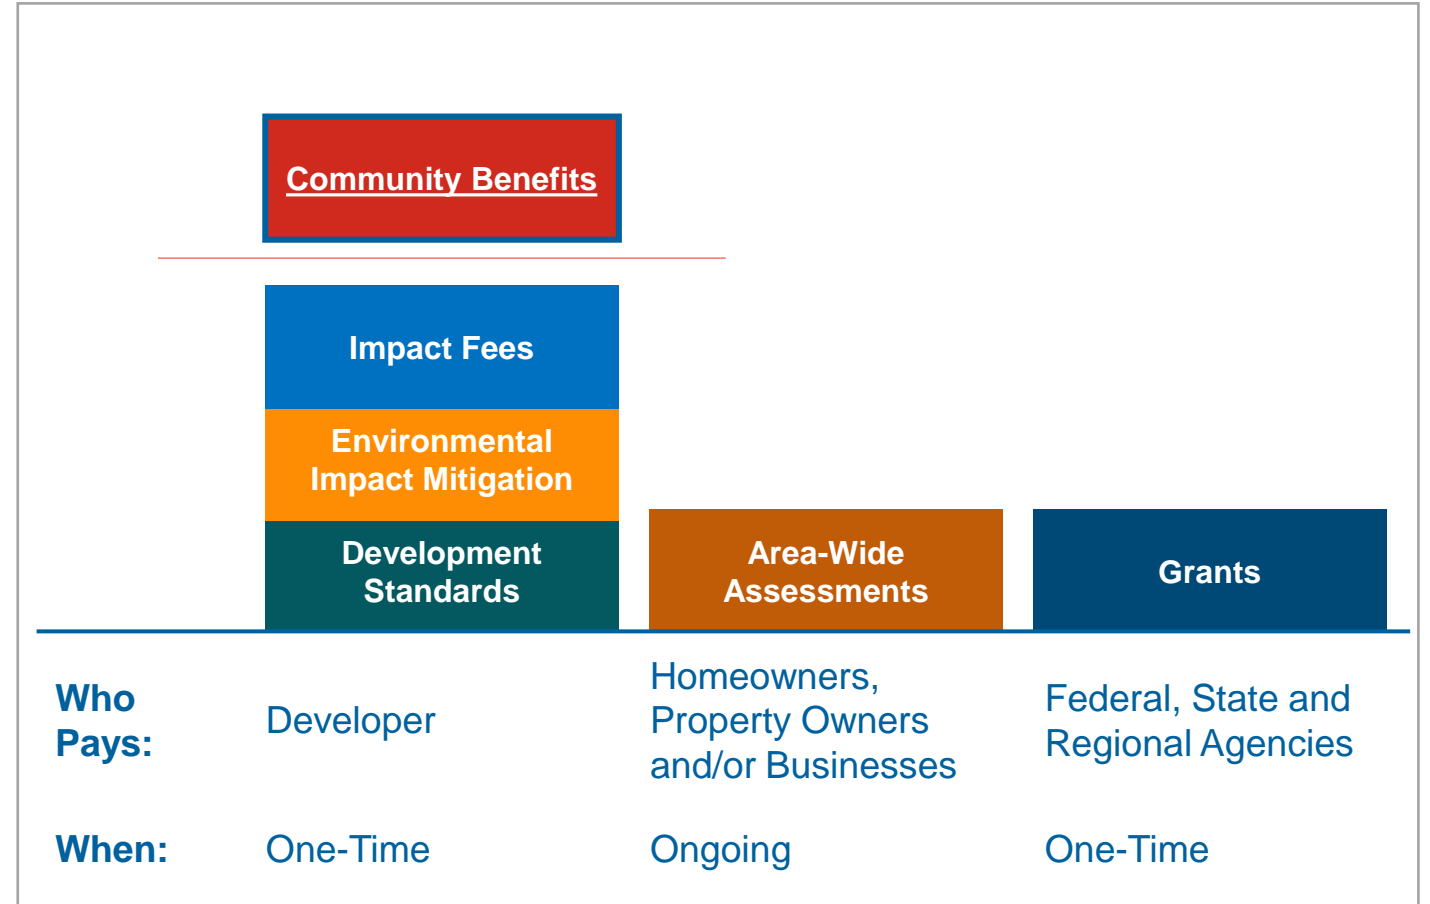 Community Benefits
Impact Fees
Environmental
Impact Mitigation
Development
Standards
Area-Wide
Assessments
Grants
Who
Pays:
Developer
Homeowners,
Property Owners
and/or Businesses
Federal, State and
Regional Agencies
When:
One-Time
Ongoing
One-Time